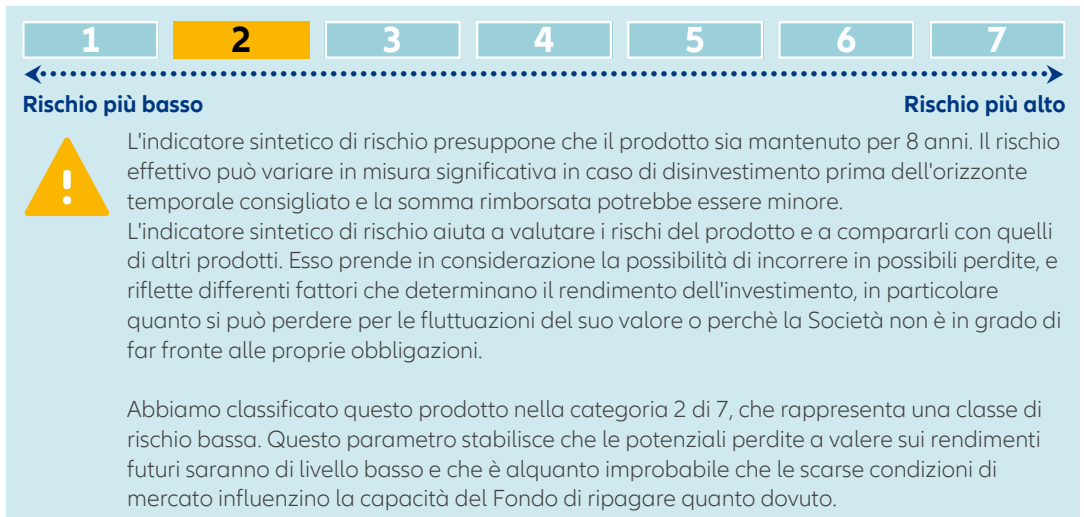 1 2 3 4 5 6 7
Rischio più basso Rischio più alto
L'indicatore sintetico di rischio presuppone che il prodotto sia mantenuto per 8 anni. Il rischio
effettivo può variare in misura significativa in caso di disinvestimento prima dell'orizzonte
temporale consigliato e la somma rimborsata potrebbe essere minore.
L'indicatore sintetico di rischio aiuta a valutare i rischi del prodotto e a compararli con quelli
di altri prodotti. Esso prende in considerazione la possibilità di incorrere in possibili perdite, e
riflette differenti fattori che determinano il rendimento dell'investimento, in particolare
quanto si può perdere per le fluttuazioni del suo valore o perchè la Società non è in grado di
far fronte alle proprie obbligazioni.
Abbiamo classificato questo prodotto nella categoria 2 di 7, che rappresenta una classe di
rischio bassa. Questo parametro stabilisce che le potenziali perdite a valere sui rendimenti
futuri saranno di livello basso e che è alquanto improbabile che le scarse condizioni di
mercato influenzino la capacità del Fondo di ripagare quanto dovuto.